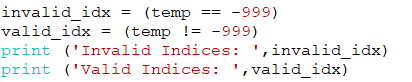 invalid_idx = (temp == -999)
valid_idx = (temp != -999)
print ('Invalid Indices: ',invalid_idx)
print ('Valid Indices: ',valid_idx)